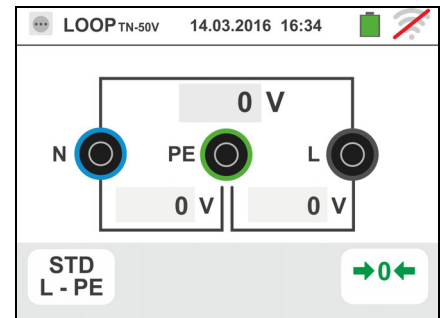 LOOP TN-50V 14.03.2016 16:34
0 V
N PE L
0 V 0 V
STD
L - PE
→0←